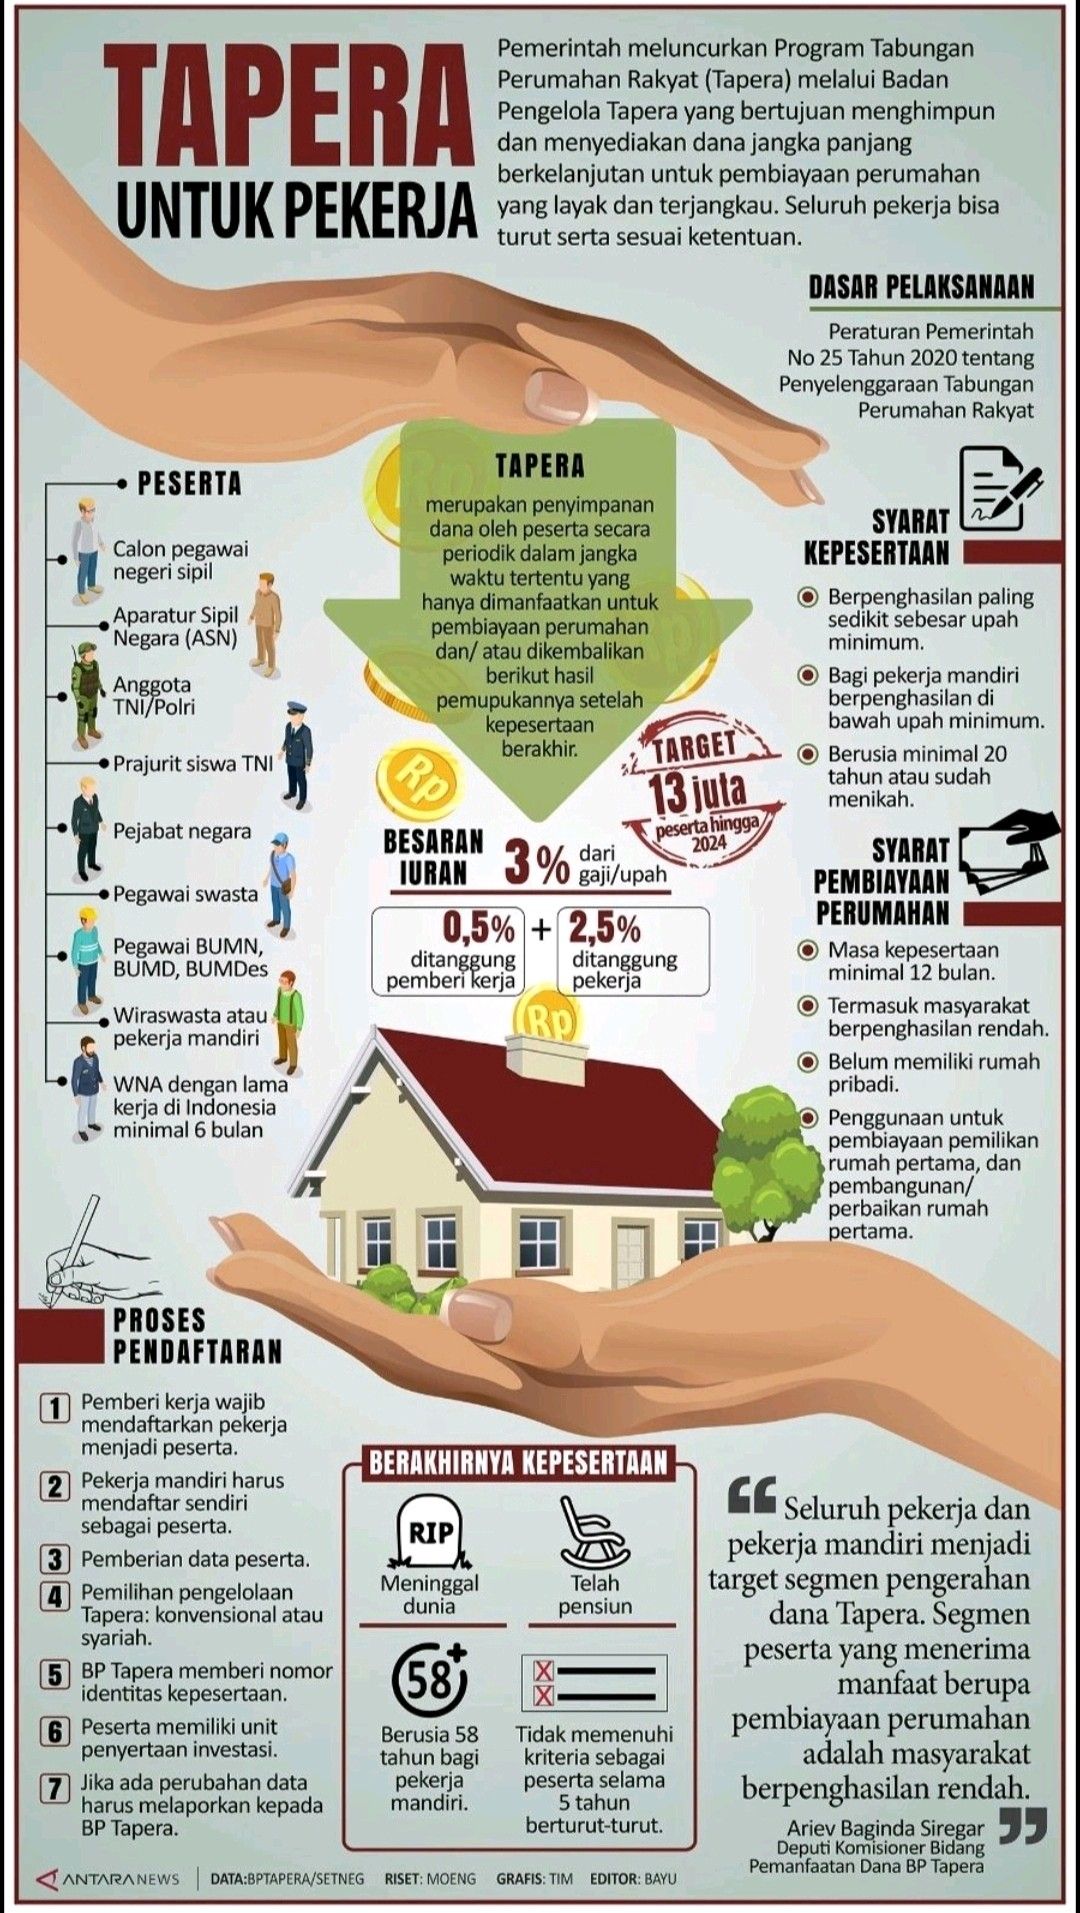 TAPERA
UNTUK PEKERJA
Pemerintah meluncurkan Program Tabungan
Perumahan Rakyat (Tapera) melalui Badan
Pengelola Tapera yang bertujuan menghimpun
dan menyediakan dana jangka panjang
berkelanjutan untuk pembiayaan perumahan
yang layak dan terjangkau. Seluruh pekerja bisa
turut serta sesuai ketentuan.
DASAR PELAKSANAAN
Peraturan Pemerintah
No 25 Tahun 2020 tentang
Penyelenggaraan Tabungan
Perumahan Rakyat
PESERTA
Calon pegawai
negeri sipil
Aparatur Sipil
Negara (ASN)
Anggota
TNI/Polri
Prajurit siswa TNI
Pejabat negara
Pegawai swasta
Pegawai BUMN,
BUMD, BUMDes
Wiraswasta atau
pekerja mandiri
WNA dengan lama
kerja di Indonesia
minimal 6 bulan
Rp
TAPERA
merupakan penyimpanan
dana oleh peserta secara
periodik dalam jangka
waktu tertentu yang
hanya dimanfaatkan untuk
pembiayaan perumahan
dan/ atau dikembalikan
berikut hasil
pemupukannya setelah
kepesertaan
berakhir.
Rp
TARGET
13 juta
peserta hingga
2024
BESARAN
IURAN
3% dari
gaji/upah
0,5% + 2,5%
ditanggung
pemberi kerja
ditanggung
pekerja
Rp
SYARAT
KEPESERTAAN
Berpenghasilan paling
sedikit sebesar upah
minimum.
Bagi pekerja mandiri
berpenghasilan di
bawah upah minimum.
Berusia minimal 20
tahun atau sudah
menikah.
SYARAT
PEMBIAYAAN
PERUMAHAN
Masa kepesertaan
minimal 12 bulan.
Termasuk masyarakat
berpenghasilan rendah.
Belum memiliki rumah
pribadi.
Penggunaan untuk
pembiayaan pemilikan
rumah pertama, dan
pembangunan/
perbaikan rumah
pertama.
PROSES
PENDAFTARAN
1 Pemberi kerja wajib
mendaftarkan pekerja
menjadi peserta.
2 Pekerja mandiri harus
mendaftar sendiri
sebagai peserta.
3 Pemberian data peserta.
4 Pemilihan pengelolaan
Tapera: konvensional atau
syariah.
5 BP Tapera memberi nomor
identitas kepesertaan.
6 Peserta memiliki unit
penyertaan investasi.
7 Jika ada perubahan data
harus melaporkan kepada
BP Tapera.
BERAKHIRNYA KEPESERTAAN
RIP
Meninggal
dunia
Telah
pensiun
58+
Berusia 58
tahun bagi
pekerja
mandiri.
Tidak memenuhi
kriteria sebagai
peserta selama
5 tahun
berturut-turut.
“ Seluruh pekerja dan
pekerja mandiri menjadi
target segmen pengerahan
dana Tapera. Segmen
peserta yang menerima
manfaat berupa
pembiayaan perumahan
adalah masyarakat
berpenghasilan rendah. ”
Ariev Baginda Siregar
Deputi Komisioner Bidang
Pemanfaatan Dana BP Tapera
ANTARANEWS
DATA:BPTAPERA/SETNEG RISET: MOENG GRAFIS: TIM EDITOR: BAYU